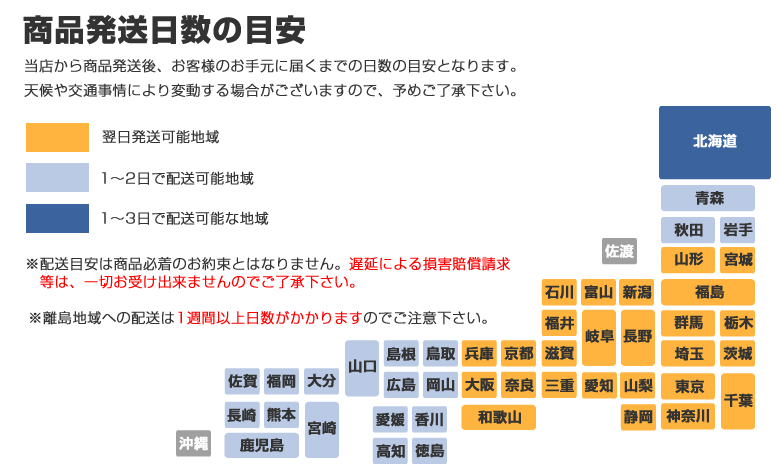 商品発送日数の目安
当店から商品発送後、お客様のお手元に届くまでの日数の目安となります。
天候や交通事情により変動する場合がございますので、予めご了承下さい。
翌日発送可能地域
1～2日で配送可能地域
1～3日で配送可能な地域
※配送目安は商品必着のお約束とはなりません。遅延による損害賠償請求
等は、一切お受け出来ませんのでご了承下さい。
※離島地域への配送は1週間以上日数がかかりますのでご注意下さい。
北海道
青森
秋田 岩手
佐渡 山形 宮城
石川 富山 新潟 福島
福井 岐阜 長野 群馬 栃木
山口 島根 鳥取 兵庫 京都 滋賀 埼玉 茨城
佐賀 福岡 大分 広島 岡山 大阪 奈良 三重 愛知 山梨 東京 千葉
長崎 熊本 宮崎 愛媛 香川 和歌山 静岡 神奈川
沖縄 鹿児島 高知 徳島